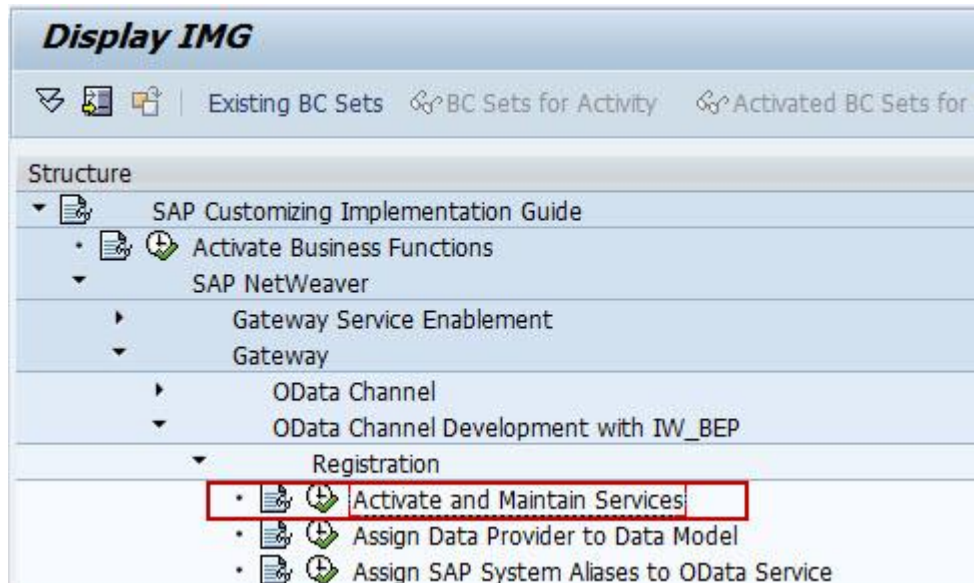 Display IMG
Existing BC Sets BC Sets for Activity Activated BC Sets for
Structure
SAP Customizing Implementation Guide
Activate Business Functions
SAP NetWeaver
Gateway Service Enablement
Gateway
OData Channel
OData Channel Development with IW_BEP
Registration
Activate and Maintain Services
Assign Data Provider to Data Model
Assign SAP System Aliases to OData Service